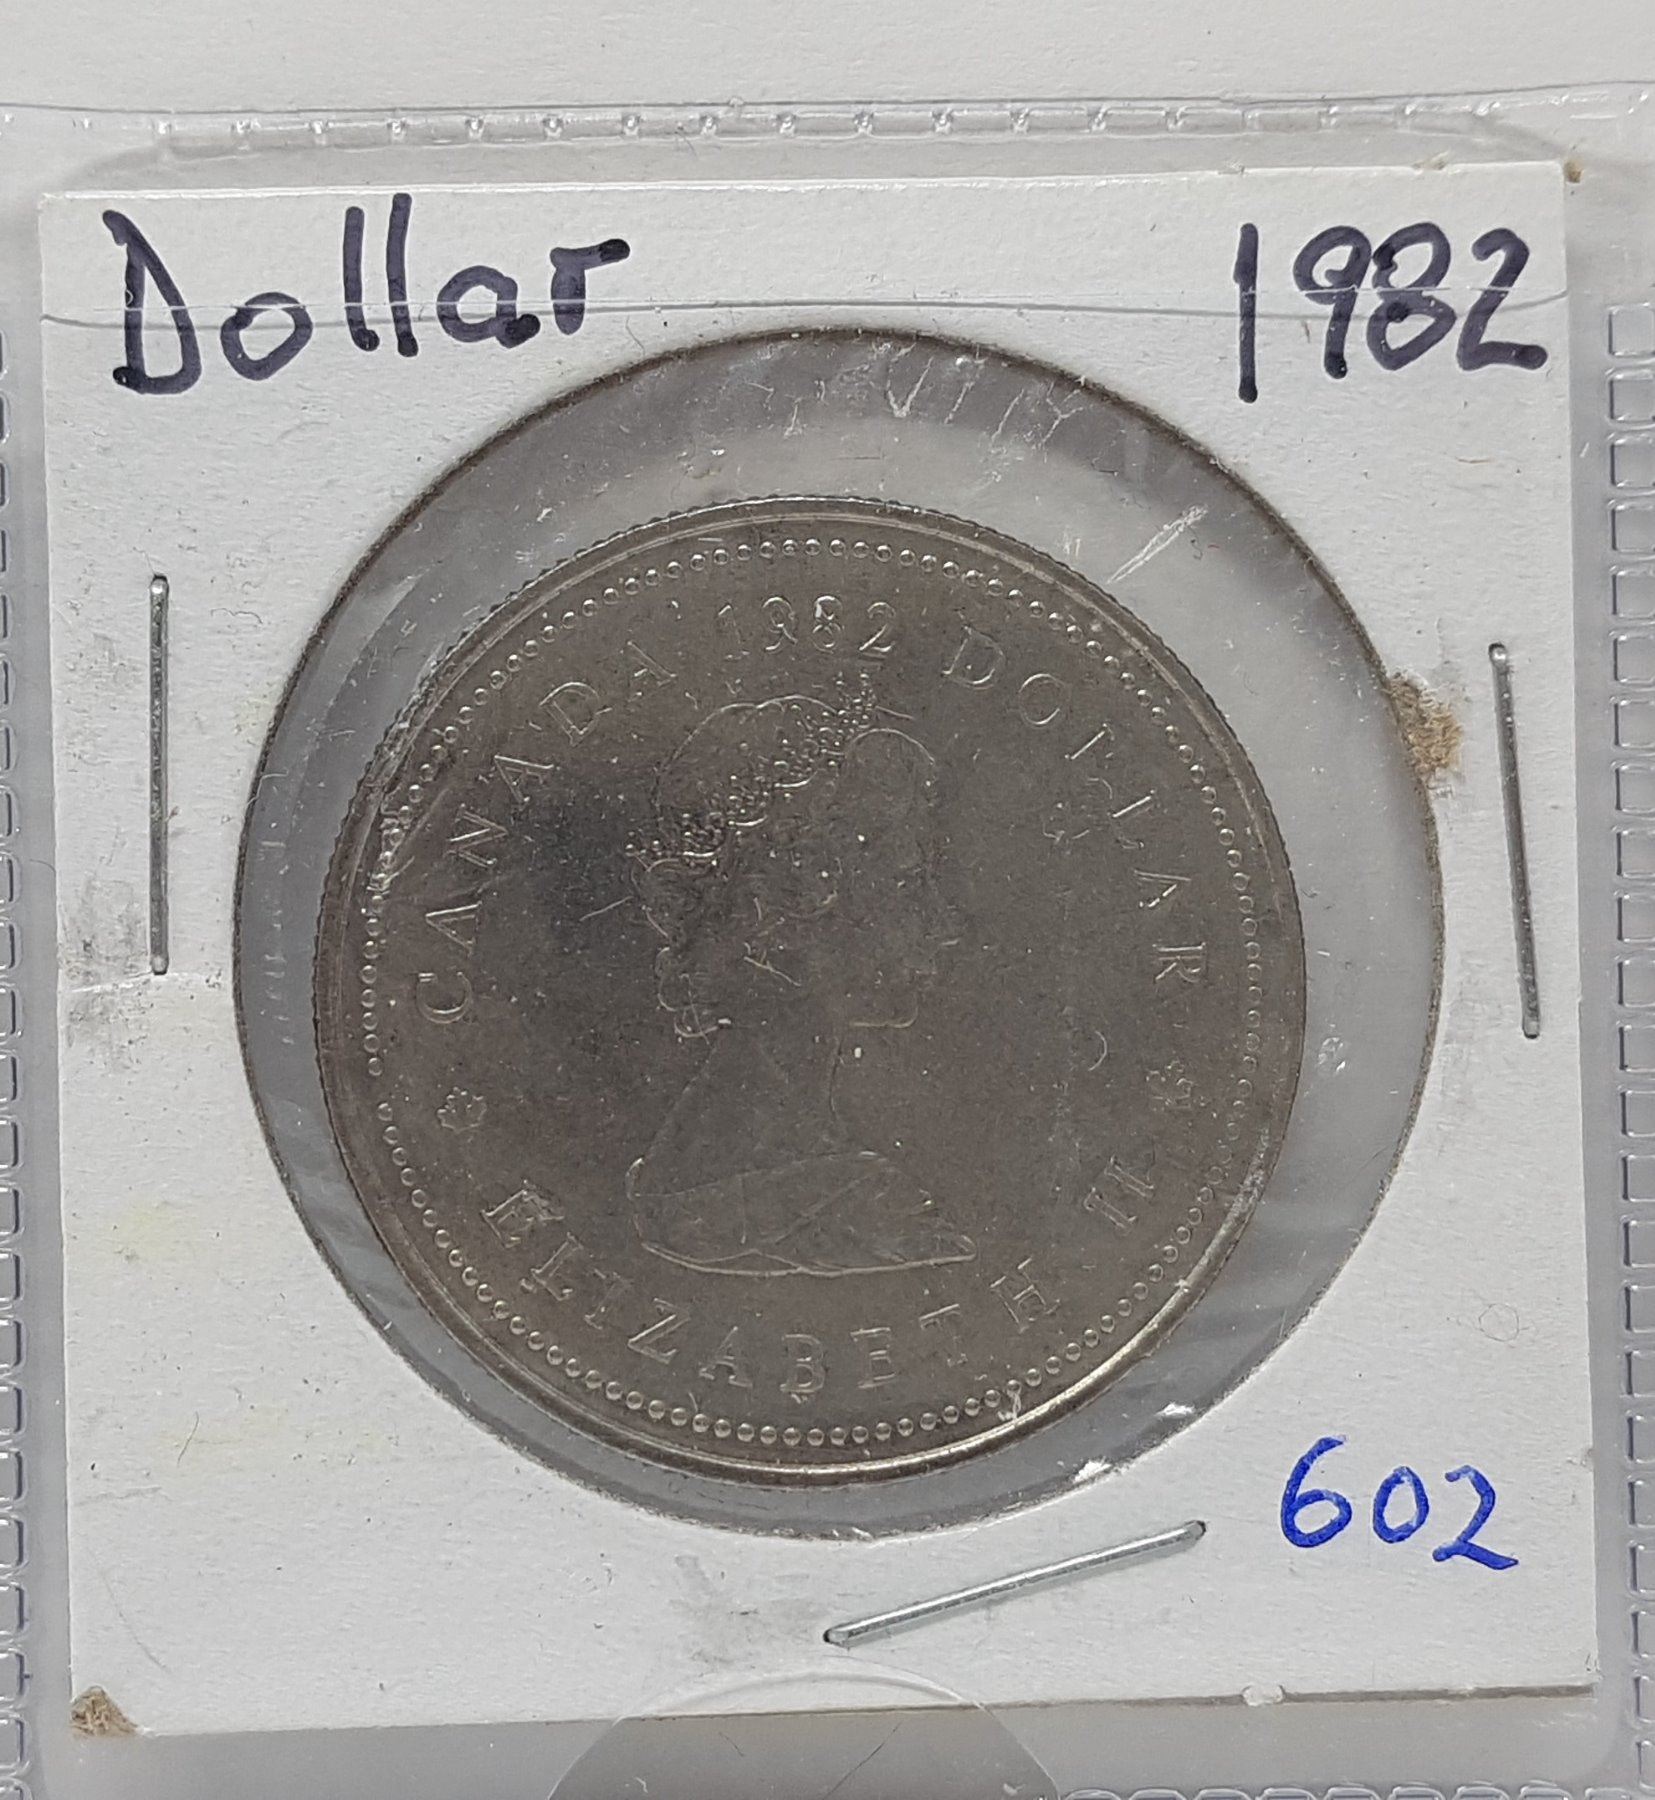 Dollar 1982
CANADA 1982 DOLLAR
ELIZABETH II
602